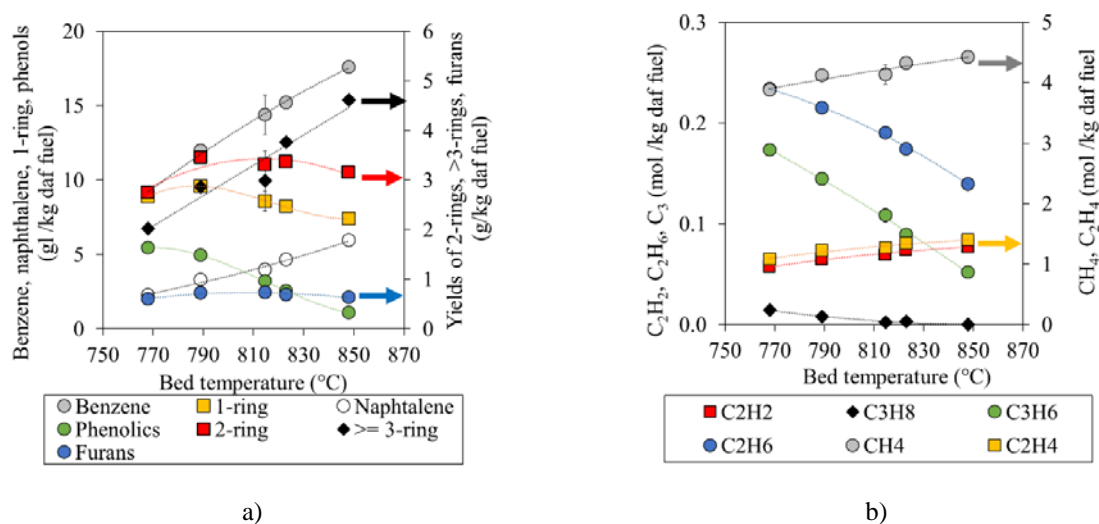 Benzene, naphthalene, 1-ring, phenols
(gl /kg daf fuel)
20
15
10
5
0
6
5
4
3
2
1
0
Yields of 2-rings, >3-rings, furans
(g/kg daf fuel)
750 770 790 810 830 850 870
Bed temperature (°C)
Benzene 1-ring Naphtalene
Phenolics 2-ring >= 3-ring
Furans
a)
C2H2, C2H6, C3 (mol /kg daf fuel)
0.3
0.2
0.1
0.0
5
4
3
2
1
0
CH4, C2H4 (mol /kg daf fuel)
750 770 790 810 830 850 870
Bed temperature (°C)
C2H2 C3H8 C3H6
C2H6 CH4 C2H4
b)